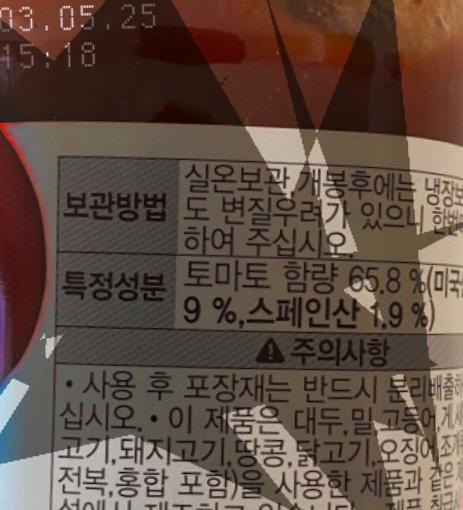 03.05.25
15:18
보관방법
실온보관, 개봉후에는 냉장보
도 변질우려가 있으니 한번
하여 주십시오.
특정성분
토마토 함량 65.8 %(미국
9 %,스페인산 1.9 %)
⚠ 주의사항
• 사용 후 포장재는 반드시 분리배출하
십시오. • 이 제품은 대두,밀,고등어,게,새
고기,돼지고기,땅콩,닭고기,오징어,조개
전복,홍합 포함)을 사용한 제품과 같은